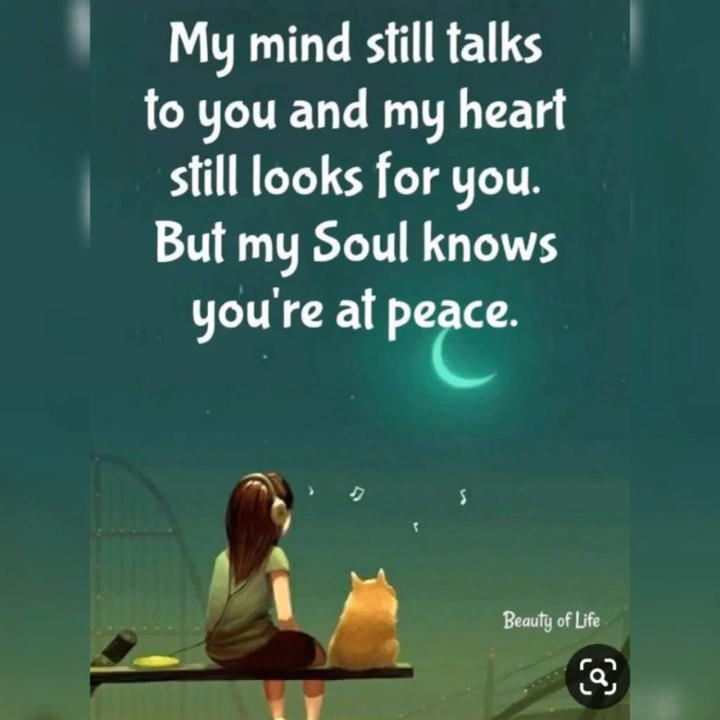 My mind still talks
to you and my heart
still looks for you.
But my Soul knows
you're at peace.
Beauty of Life